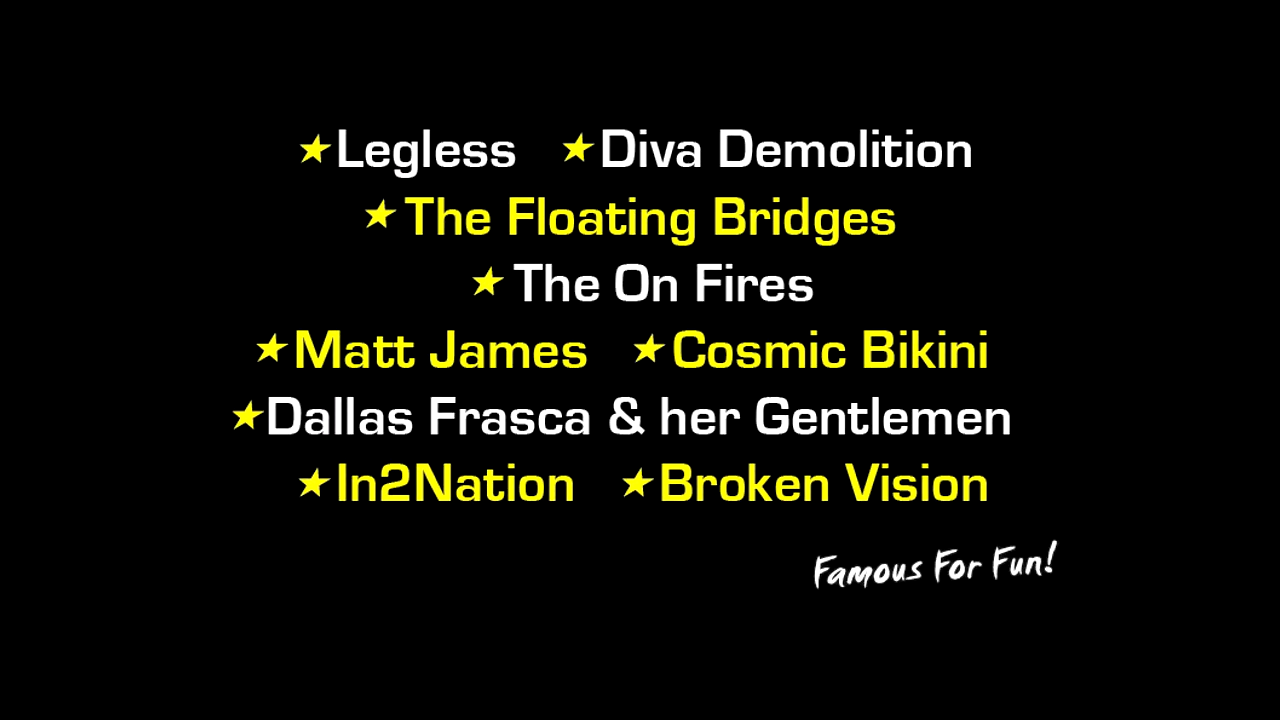 ★Legless ★Diva Demolition
★The Floating Bridges
★The On Fires
★Matt James ★Cosmic Bikini
★Dallas Frasca & her Gentlemen
★In2Nation ★Broken Vision
Famous For Fun!